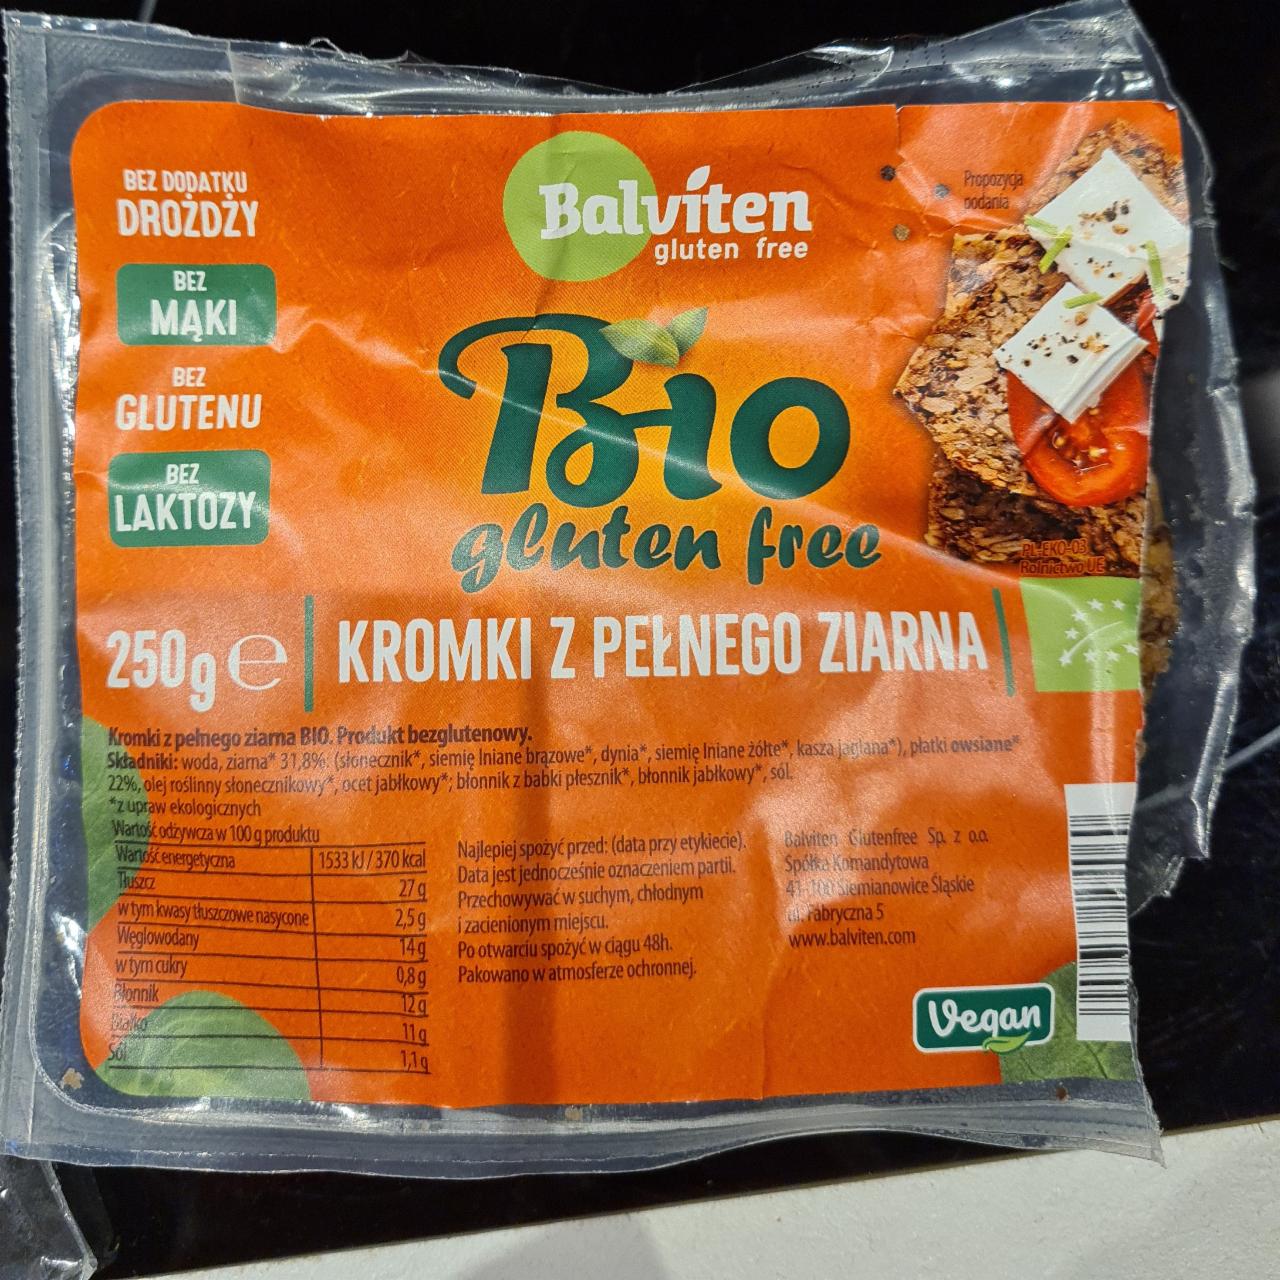 BEZ DODATKU
DROŻDŻY
BEZ
MĄKI
BEZ
GLUTENU
BEZ
LAKTOZY
Balviten
gluten free
Propozycja
podania
Bio
gluten free
PL-EKO-03
Rolnictwo UE
250g e
KROMKI Z PEŁNEGO ZIARNA
Kromki z pełnego ziarna BIO. Produkt bezglutenowy.
Składniki: woda, ziarna* 31,8%: (słonecznik*, siemię lniane brązowe*, dynia*, siemię lniane żółte*, kasza jaglana*), płatki owsiane*
22%, olej roślinny słonecznikowy*, ocet jabłkowy*; błonnik z babki płesznik*, błonnik jabłkowy*, sól.
*z upraw ekologicznych
Wartość odżywcza w 100 g produktu
Wartość energetyczna 1533 kJ / 370 kcal
Tłuszcz 27 g
w tym kwasy tłuszczowe nasycone 2,5 g
Węglowodany 14 g
w tym cukry 0,8 g
Błonnik 12 g
Białko 11 g
Sól 1,1 g
Najlepiej spożyć przed: (data przy etykiecie).
Data jest jednocześnie oznaczeniem partii.
Przechowywać w suchym, chłodnym
i zacienionym miejscu.
Po otwarciu spożyć w ciągu 48h.
Pakowano w atmosferze ochronnej.
Balviten Glutenfree Sp. z o.o.
Spółka Komandytowa
41-100 Siemianowice Śląskie
ul. Fabryczna 5
www.balviten.com
Vegan